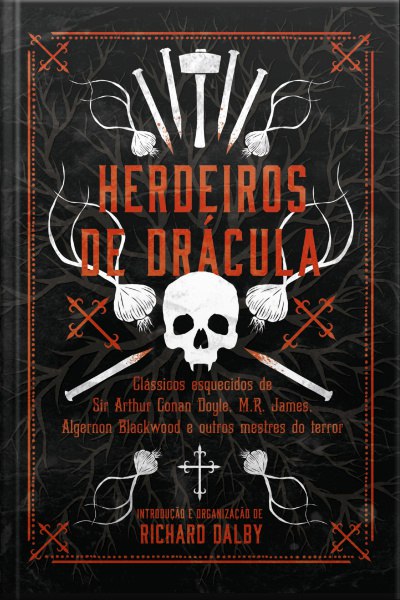 HERDEIROS
DE DRÁCULA
Clássicos esquecidos de
Sir Arthur Conan Doyle, M.R. James,
Algernon Blackwood e outros mestres do terror
INTRODUÇÃO E ORGANIZAÇÃO DE
RICHARD DALBY